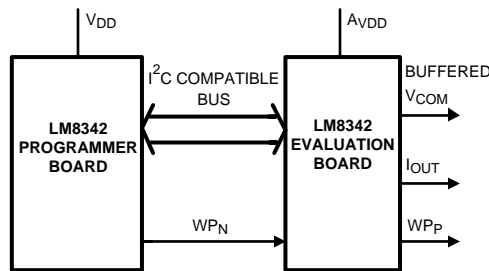 VDD
AVDD
I²C COMPATIBLE
BUS
BUFFERED
VCOM
LM8342
PROGRAMMER
BOARD
LM8342
EVALUATION
BOARD
IOUT
WPN
WPP